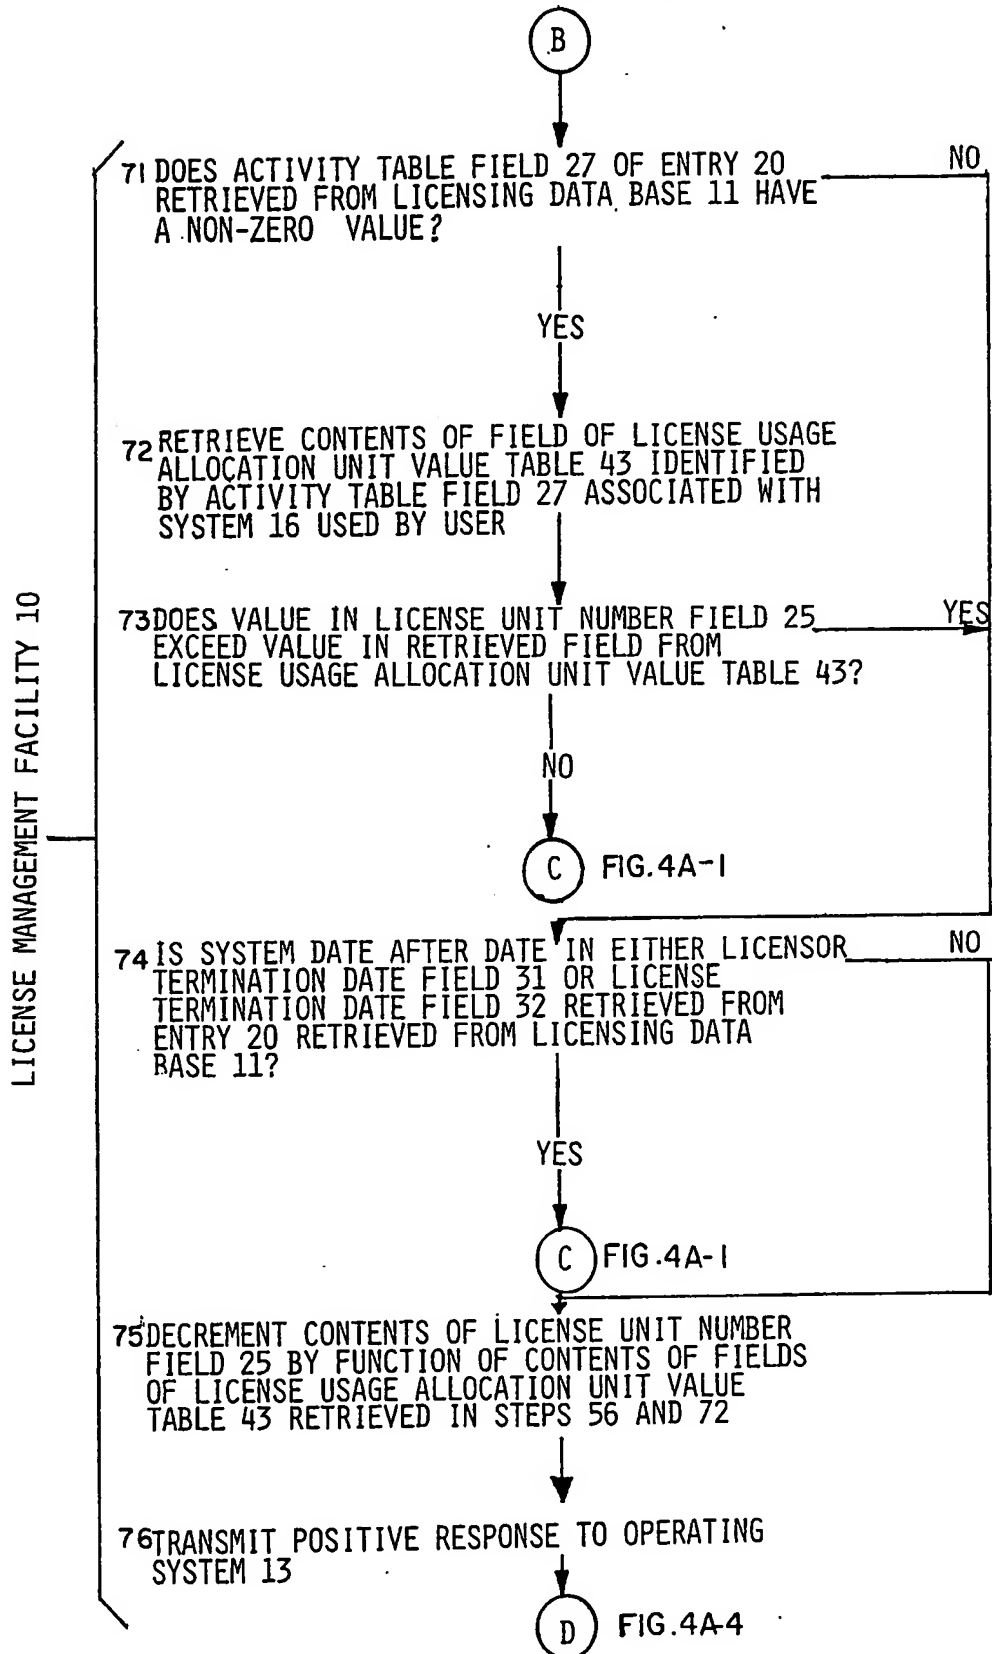 B
71 DOES ACTIVITY TABLE FIELD 27 OF ENTRY 20
RETRIEVED FROM LICENSING DATA BASE 11 HAVE
A NON-ZERO VALUE?
NO
YES
72 RETRIEVE CONTENTS OF FIELD OF LICENSE USAGE
ALLOCATION UNIT VALUE TABLE 43 IDENTIFIED
BY ACTIVITY TABLE FIELD 27 ASSOCIATED WITH
SYSTEM 16 USED BY USER
73 DOES VALUE IN LICENSE UNIT NUMBER FIELD 25
EXCEED VALUE IN RETRIEVED FIELD FROM
LICENSE USAGE ALLOCATION UNIT VALUE TABLE 43?
YES
NO
C FIG.4A-1
74 IS SYSTEM DATE AFTER DATE IN EITHER LICENSOR
TERMINATION DATE FIELD 31 OR LICENSE
TERMINATION DATE FIELD 32 RETRIEVED FROM
ENTRY 20 RETRIEVED FROM LICENSING DATA
BASE 11?
NO
YES
C FIG.4A-1
75 DECREMENT CONTENTS OF LICENSE UNIT NUMBER
FIELD 25 BY FUNCTION OF CONTENTS OF FIELDS
OF LICENSE USAGE ALLOCATION UNIT VALUE
TABLE 43 RETRIEVED IN STEPS 56 AND 72
76 TRANSMIT POSITIVE RESPONSE TO OPERATING
SYSTEM 13
D FIG.4A-4
LICENSE MANAGEMENT FACILITY 10